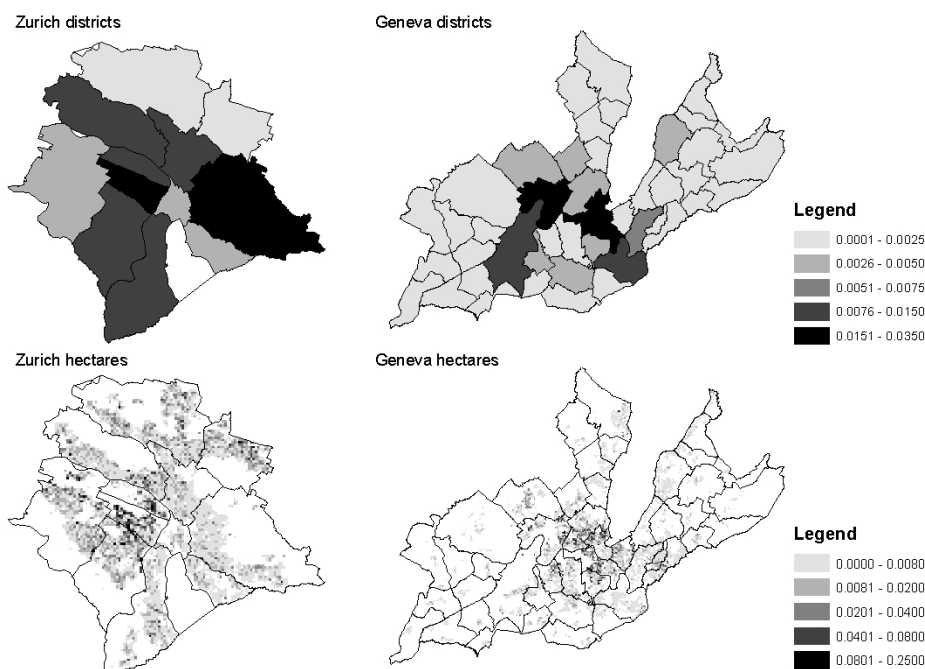 Zurich districts
Geneva districts
Legend
0.0001 - 0.0025
0.0026 - 0.0050
0.0051 - 0.0075
0.0076 - 0.0150
0.0151 - 0.0350
Zurich hectares
Geneva hectares
Legend
0.0000 - 0.0080
0.0081 - 0.0200
0.0201 - 0.0400
0.0401 - 0.0800
0.0801 - 0.2500